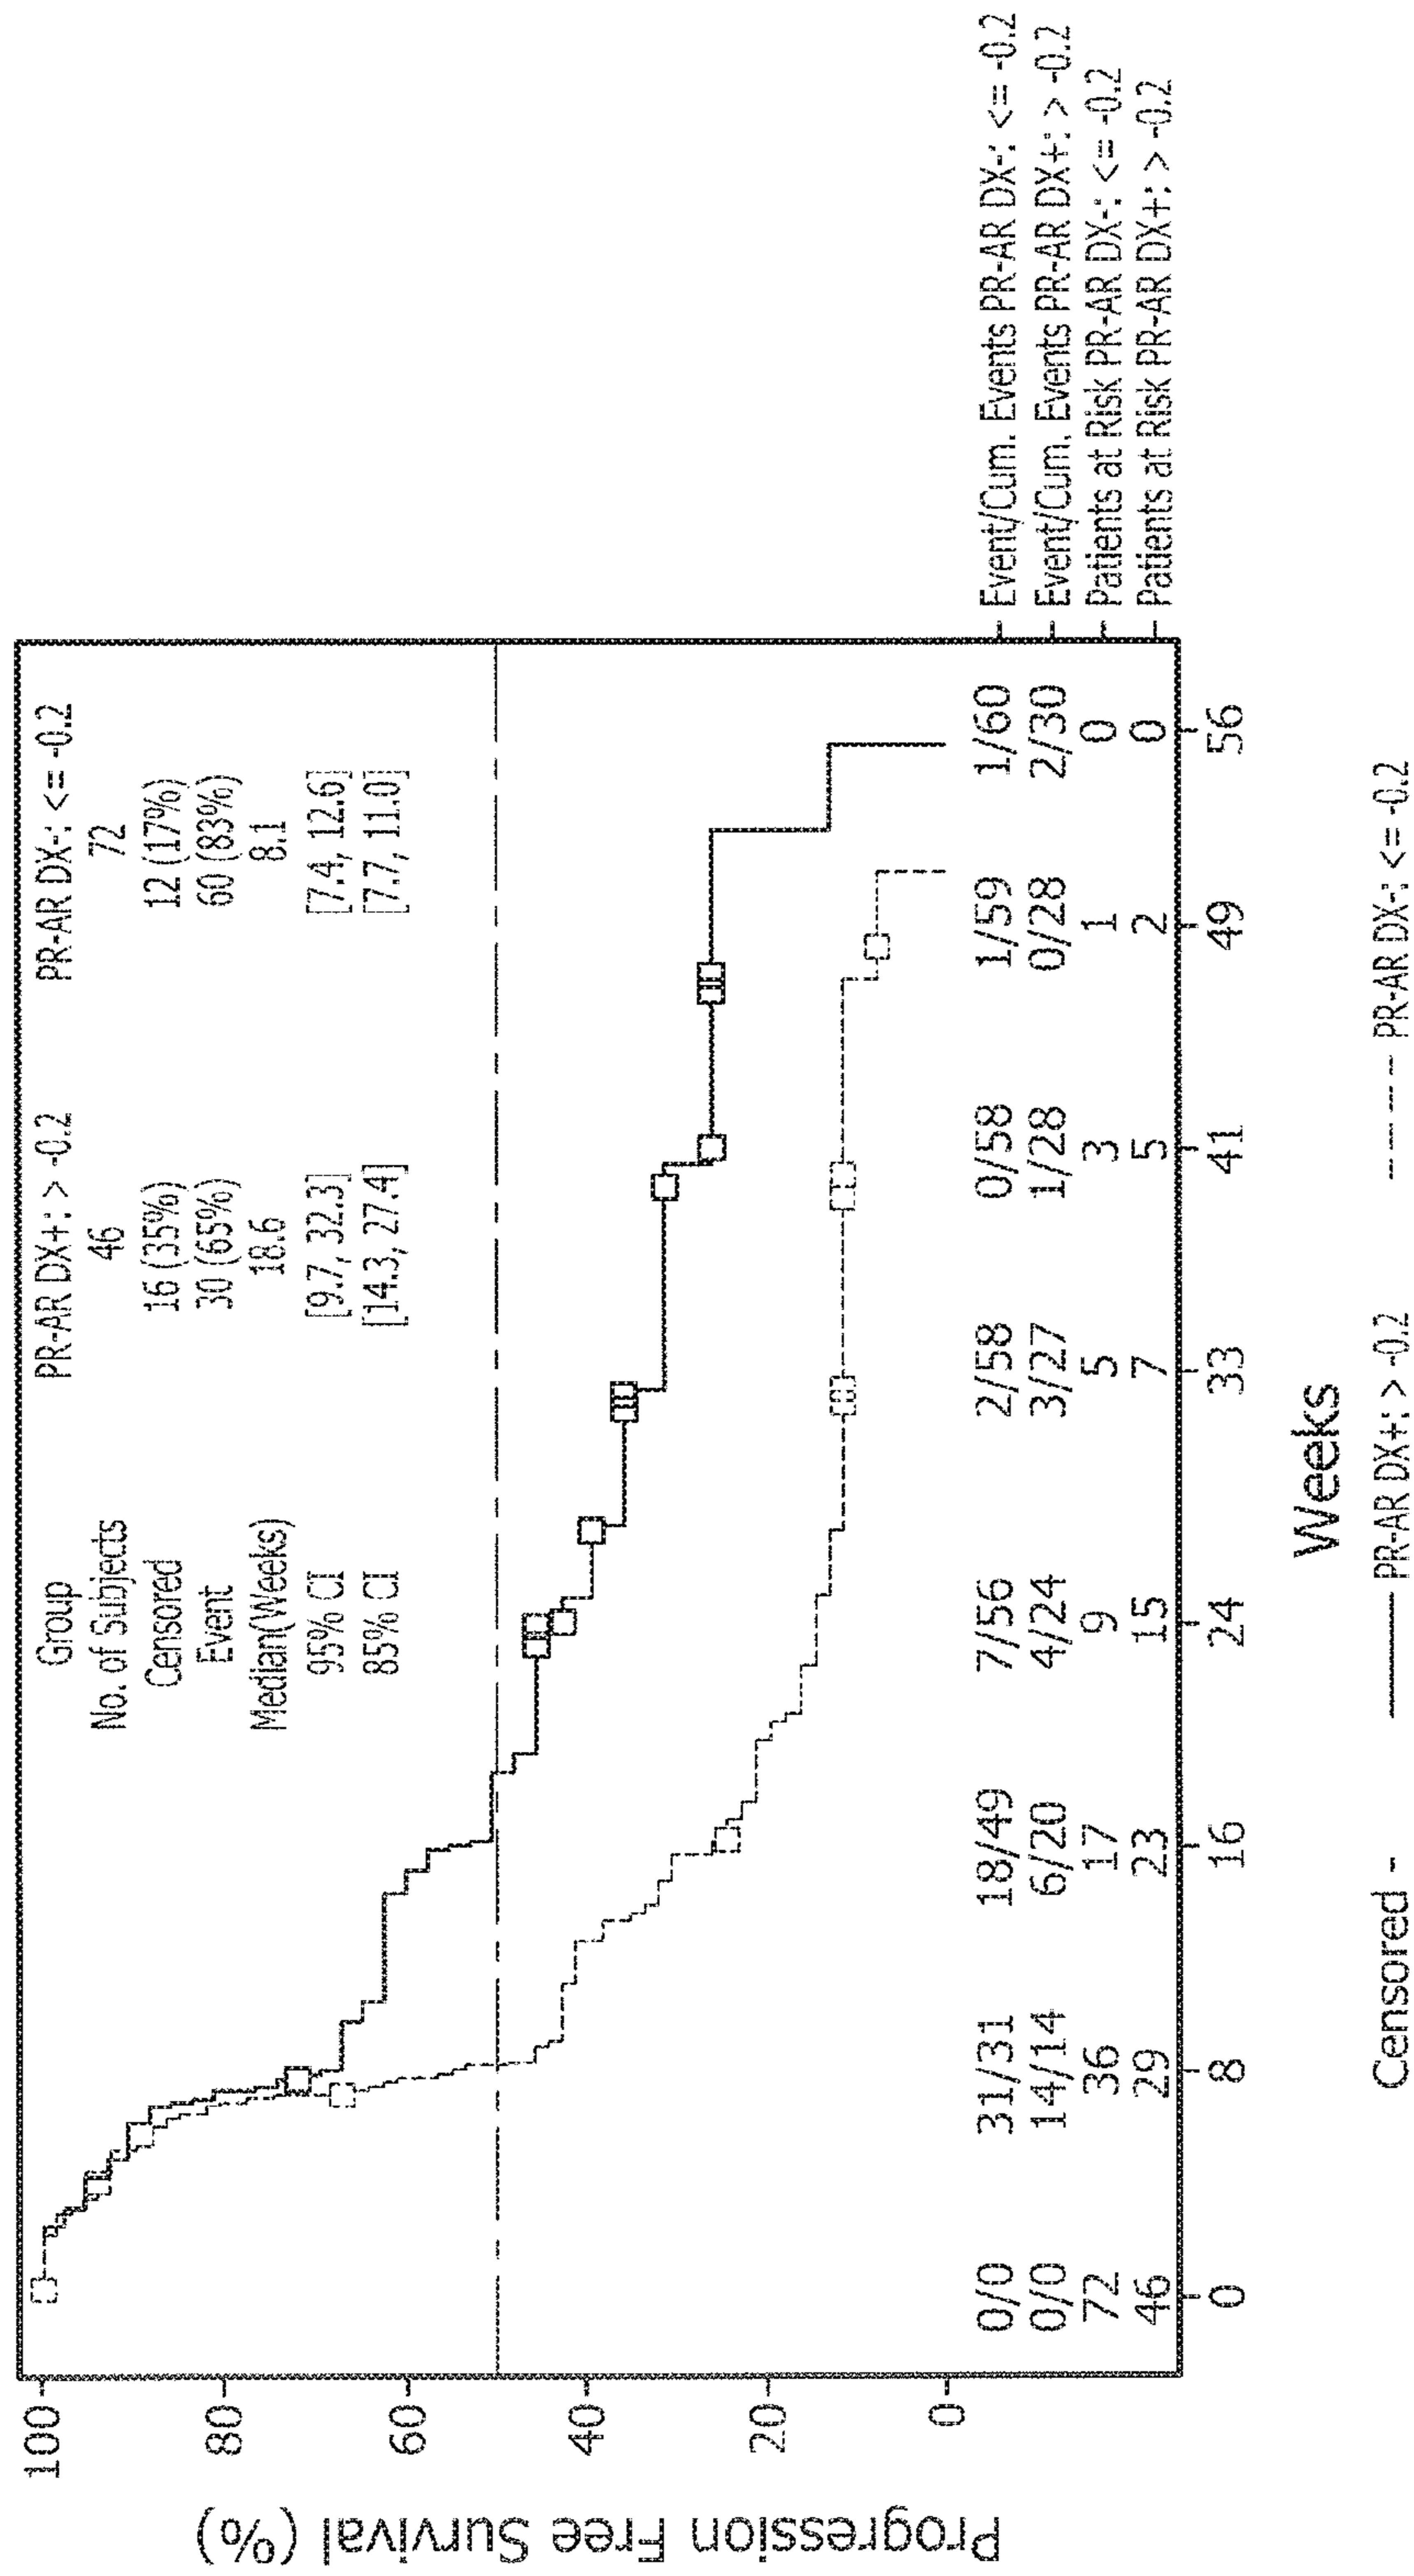 Progression Free Survival (%)
100
80
60
40
20
0
Group PR-AR DX+: > -0.2 PR-AR DX-: <= -0.2
No. of Subjects 46 72
Censored 16 (35%) 12 (17%)
Event 30 (65%) 60 (83%)
Median(Weeks) 18.6 8.1
95% CI [9.7, 32.3] [7.4, 12.6]
85% CI [14.3, 27.4] [7.7, 11.0]
0/0 31/31 18/49 7/56 2/58 0/58 1/59 1/60 Event/Cum. Events PR-AR DX-: <= -0.2
0/0 14/14 6/20 4/24 3/27 1/28 0/28 2/30 Event/Cum. Events PR-AR DX+: > -0.2
72 36 17 9 5 3 1 0 Patients at Risk PR-AR DX-: <= -0.2
46 29 23 15 7 5 2 0 Patients at Risk PR-AR DX+: > -0.2
0 8 16 24 33 41 49 56
Weeks
Censored - PR-AR DX+: > -0.2 PR-AR DX-: <= -0.2